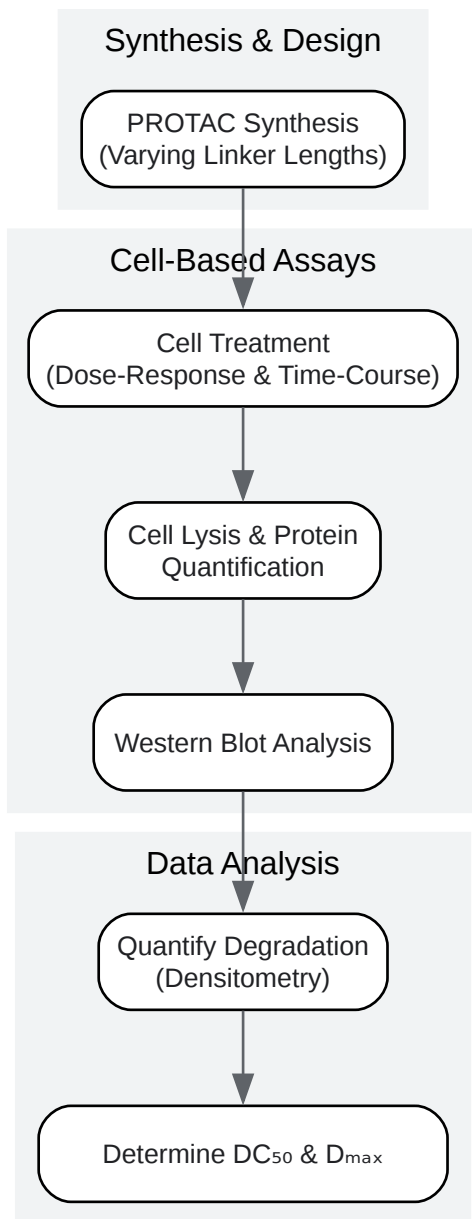 Synthesis & Design
PROTAC Synthesis
(Varying Linker Lengths)
Cell-Based Assays
Cell Treatment
(Dose-Response & Time-Course)
Cell Lysis & Protein
Quantification
Western Blot Analysis
Data Analysis
Quantify Degradation
(Densitometry)
Determine DC₅₀ & Dₘₐₓ